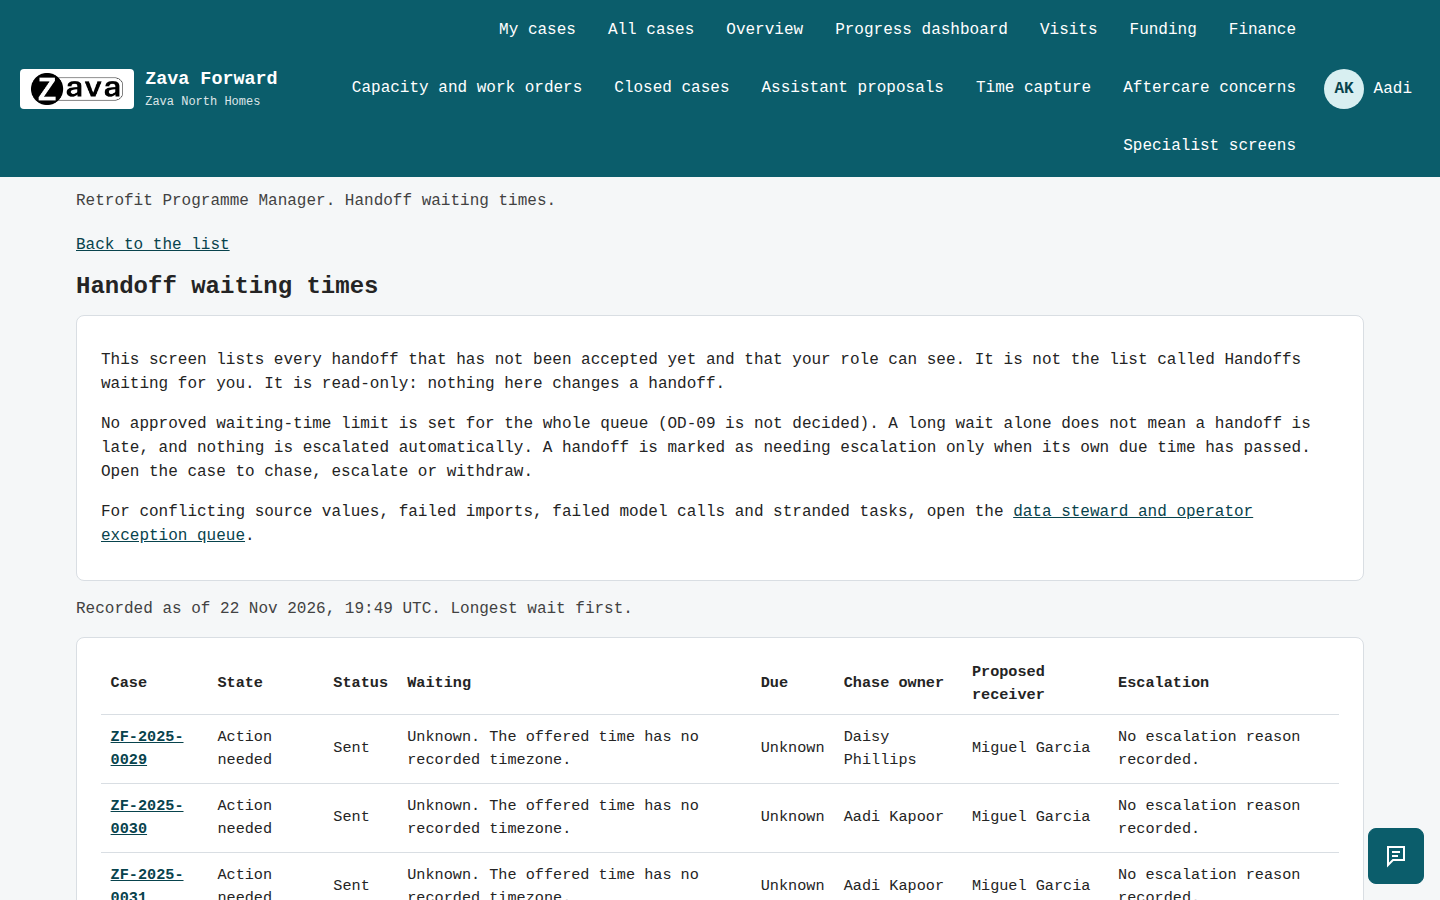 My cases All cases Overview Progress dashboard Visits Funding Finance
Zava
Zava Forward
Zava North Homes
Capacity and work orders Closed cases Assistant proposals Time capture Aftercare concerns
AK Aadi
Specialist screens
Retrofit Programme Manager. Handoff waiting times.
Back to the list
Handoff waiting times
This screen lists every handoff that has not been accepted yet and that your role can see. It is not the list called Handoffs
waiting for you. It is read-only: nothing here changes a handoff.
No approved waiting-time limit is set for the whole queue (OD-09 is not decided). A long wait alone does not mean a handoff is
late, and nothing is escalated automatically. A handoff is marked as needing escalation only when its own due time has passed.
Open the case to chase, escalate or withdraw.
For conflicting source values, failed imports, failed model calls and stranded tasks, open the data steward and operator
exception queue.
Recorded as of 22 Nov 2026, 19:49 UTC. Longest wait first.
Case State Status Waiting Due Chase owner Proposed receiver Escalation
ZF-2025-0029 Action needed Sent Unknown. The offered time has no recorded timezone. Unknown Daisy Phillips Miguel Garcia No escalation reason recorded.
ZF-2025-0030 Action needed Sent Unknown. The offered time has no recorded timezone. Unknown Aadi Kapoor Miguel Garcia No escalation reason recorded.
ZF-2025-0031 Action needed Sent Unknown. The offered time has no recorded timezone. Unknown Aadi Kapoor Miguel Garcia No escalation reason recorded.